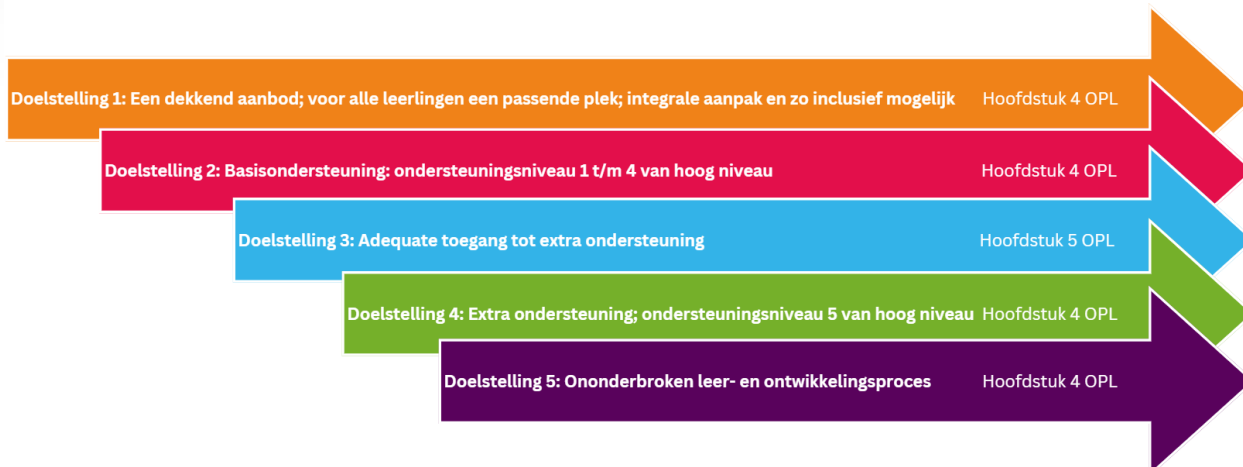 Doelstelling 1: Een dekkend aanbod; voor alle leerlingen een passende plek; integrale aanpak en zo inclusief mogelijk Hoofdstuk 4 OPL
Doelstelling 2: Basisondersteuning: ondersteuningsniveau 1 t/m 4 van hoog niveau Hoofdstuk 4 OPL
Doelstelling 3: Adequate toegang tot extra ondersteuning Hoofdstuk 5 OPL
Doelstelling 4: Extra ondersteuning; ondersteuningsniveau 5 van hoog niveau Hoofdstuk 4 OPL
Doelstelling 5: Ononderbroken leer- en ontwikkelingsproces Hoofdstuk 4 OPL